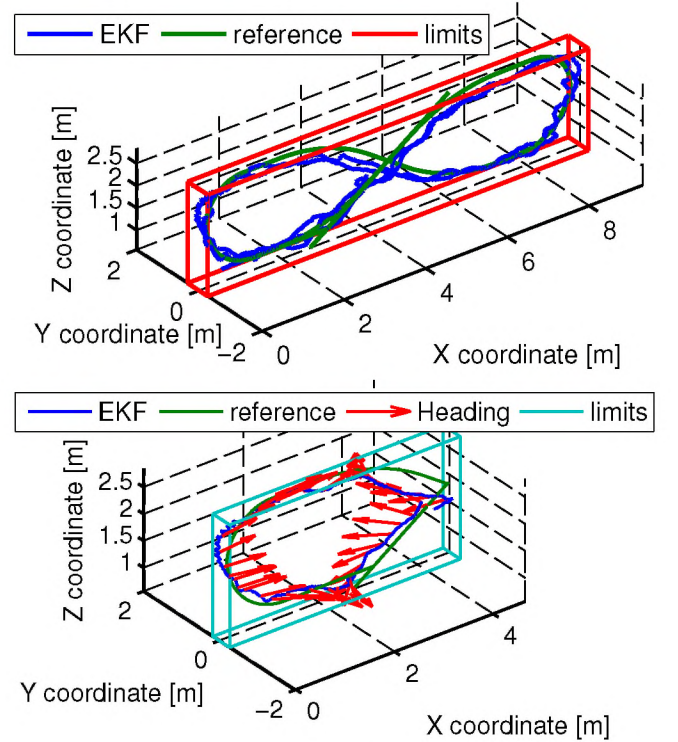 EKF reference limits
Z coordinate [m]
2.5
2
1.5
1
2
0
−2
Y coordinate [m]
0
2
4
6
8
X coordinate [m]
EKF reference Heading limits
Z coordinate [m]
2.5
2
1.5
1
2
0
−2
Y coordinate [m]
0
2
4
X coordinate [m]